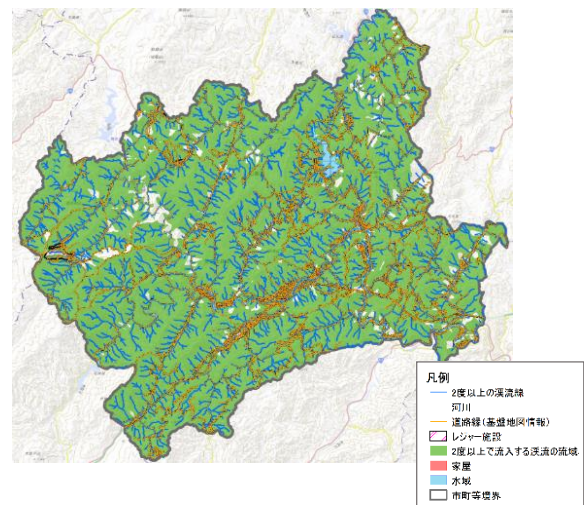 凡例
2度以上の渓流線
河川
道路縁(基盤地図情報)
レジャー施設
2度以上で流入する渓流の流域
家屋
水域
市町等境界